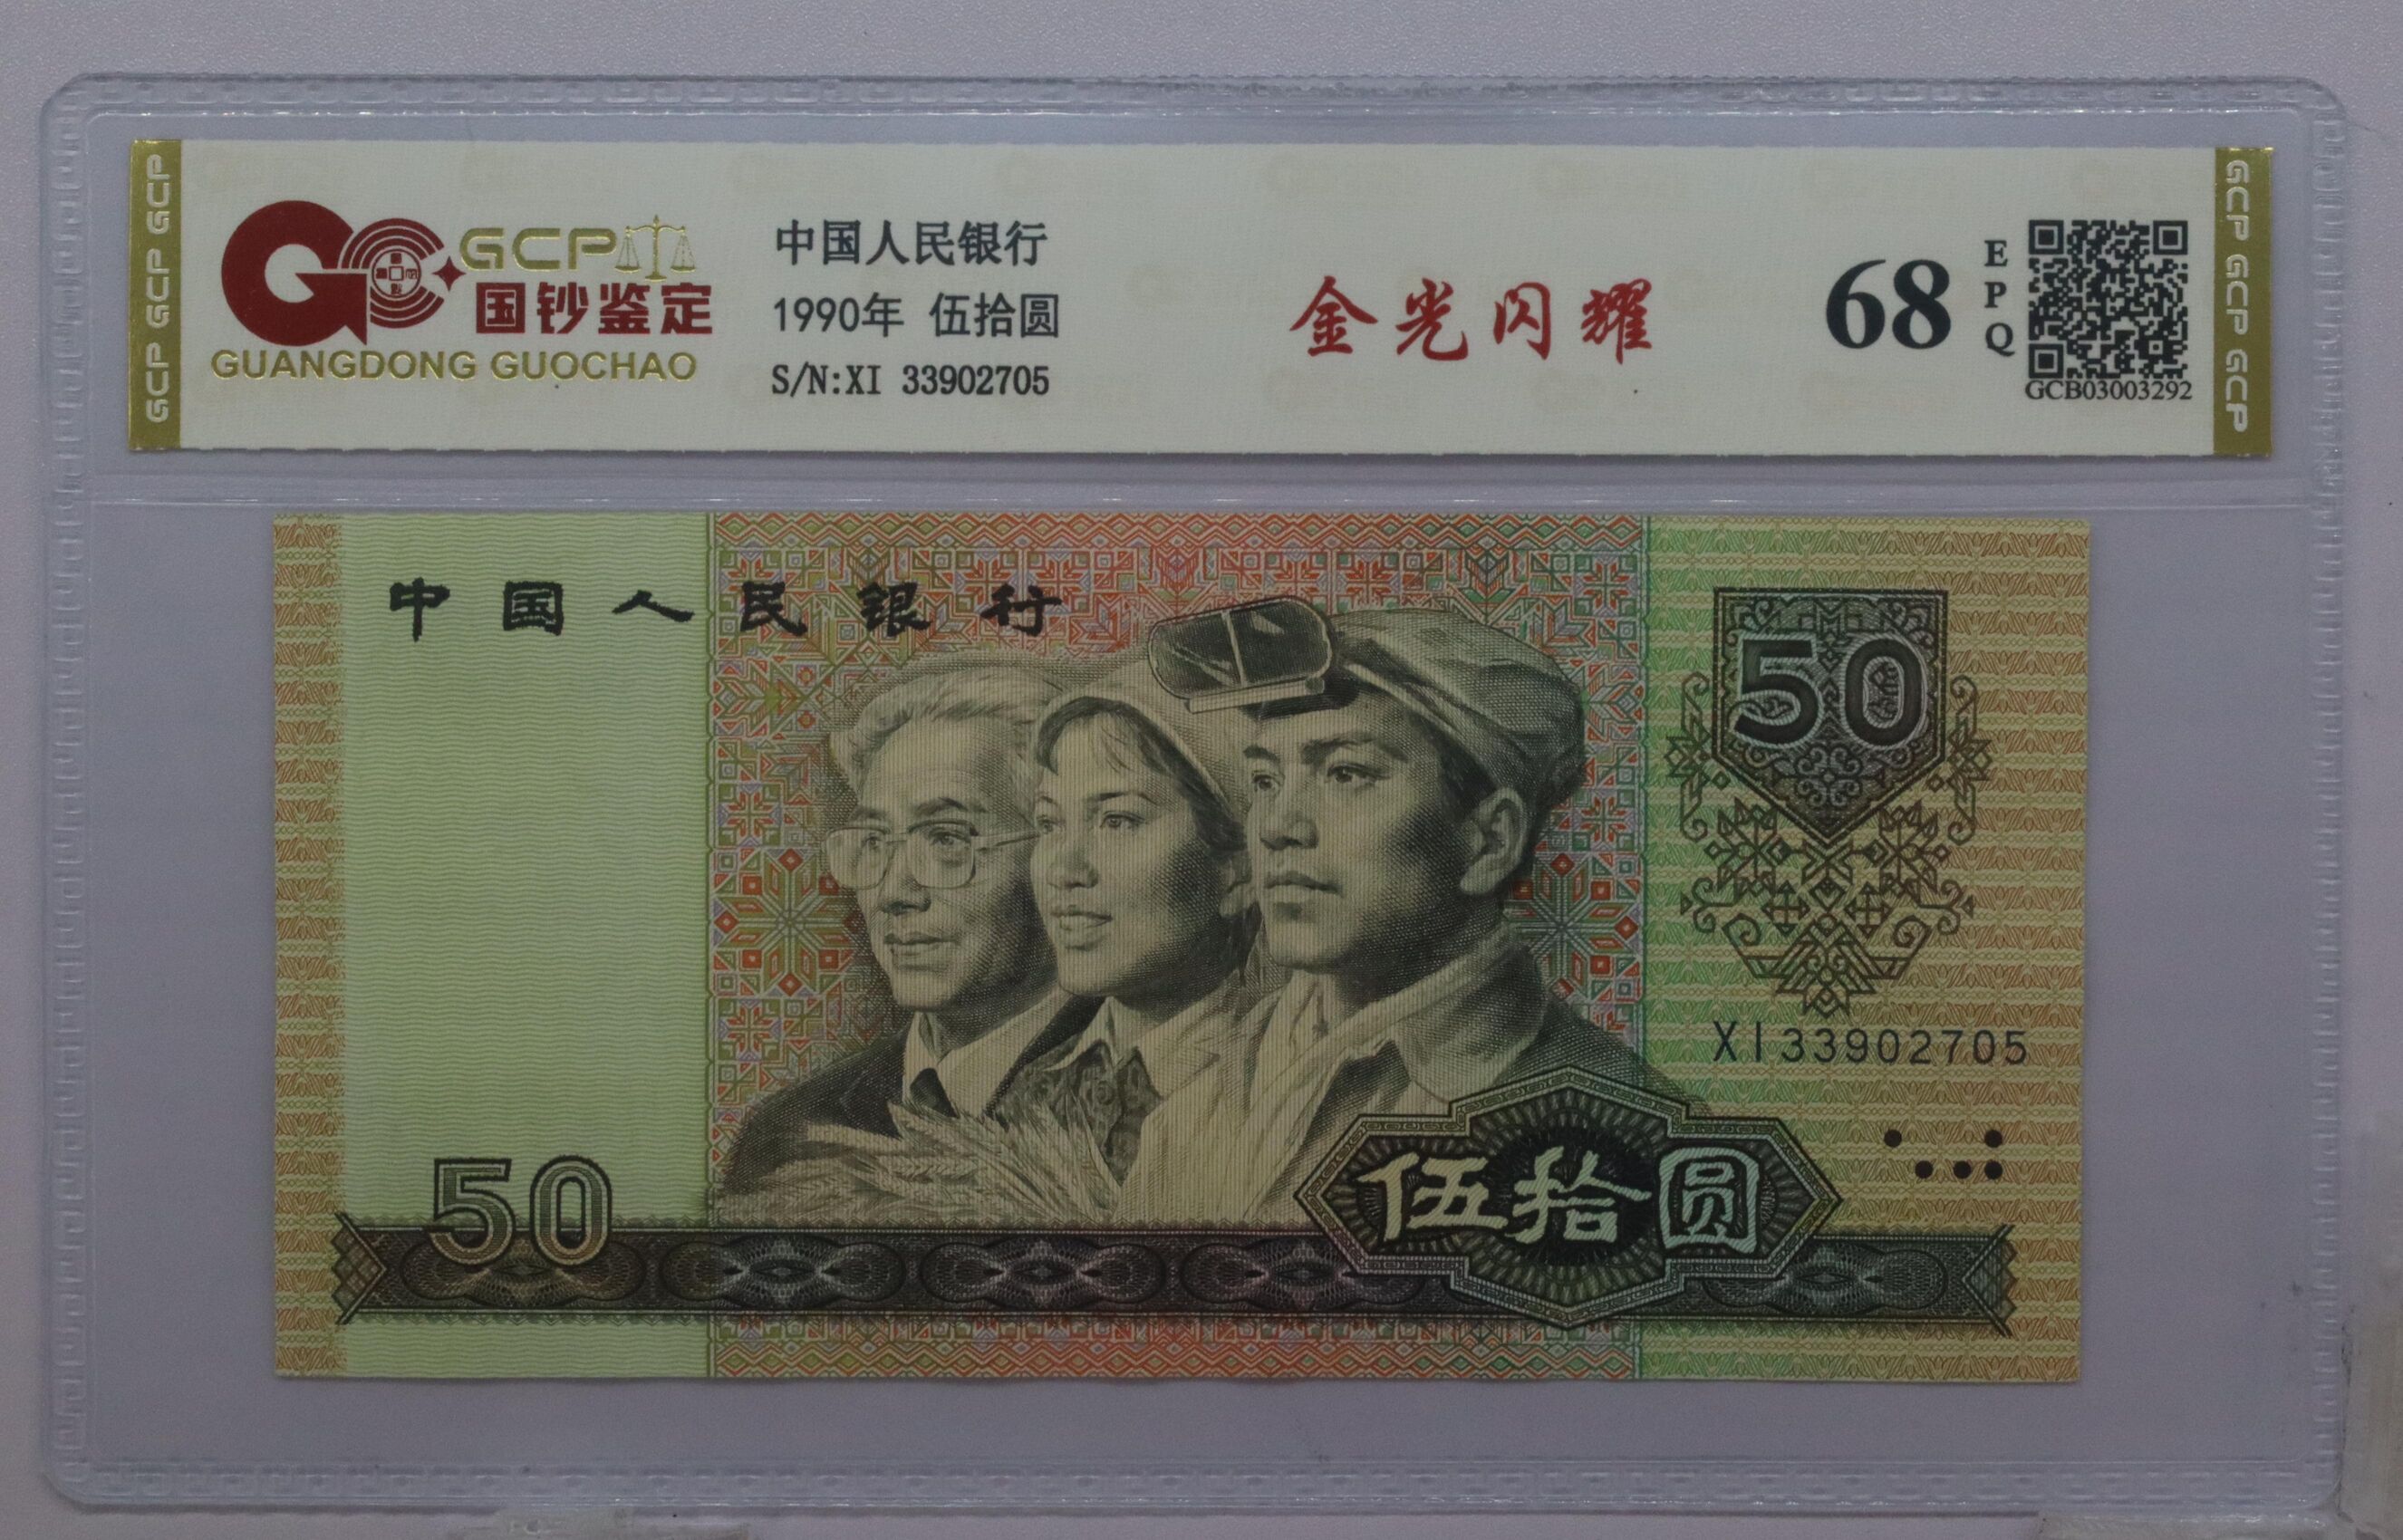 GCP GCP GCP
GCP
国钞鉴定
GUANGDONG GUOCHAO
中国人民银行
1990年 伍拾圆
S/N:XI 33902705
金光闪耀
68
EPQ
GCB03003292
GCP GCP GCP
中国人民银行
50
XI33902705
50
伍拾圆